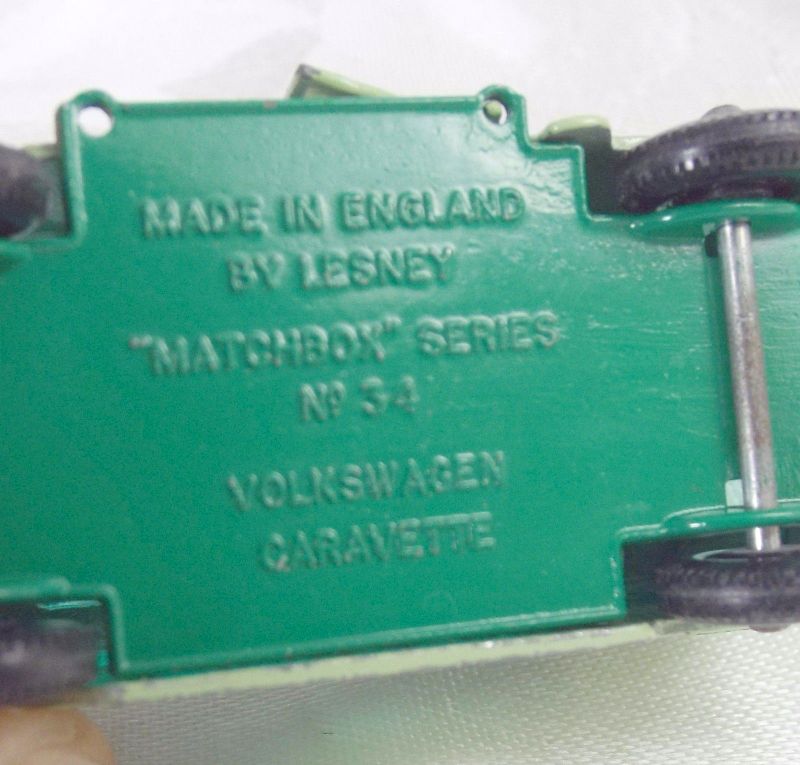 MADE IN ENGLAND
BY LESNEY
"MATCHBOX" SERIES
Nº 34
VOLKSWAGEN
CARAVETTE